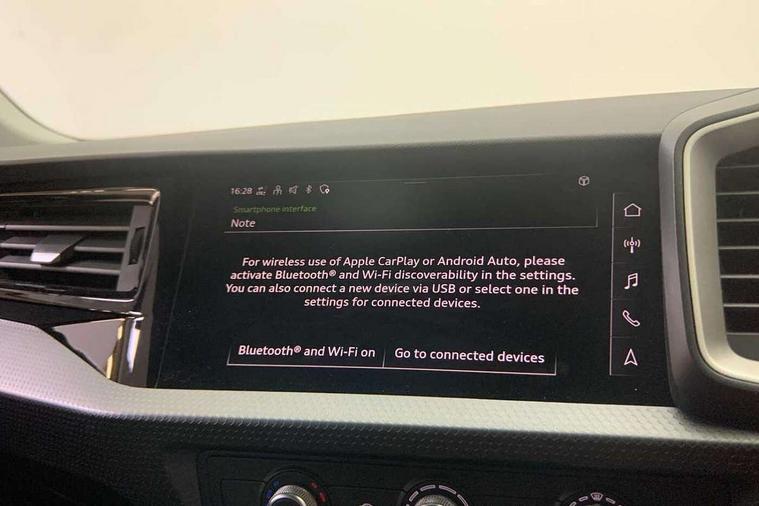 16:28
Smartphone interface
Note
For wireless use of Apple CarPlay or Android Auto, please
activate Bluetooth® and Wi-Fi discoverability in the settings.
You can also connect a new device via USB or select one in the
settings for connected devices.
Bluetooth® and Wi-Fi on
Go to connected devices